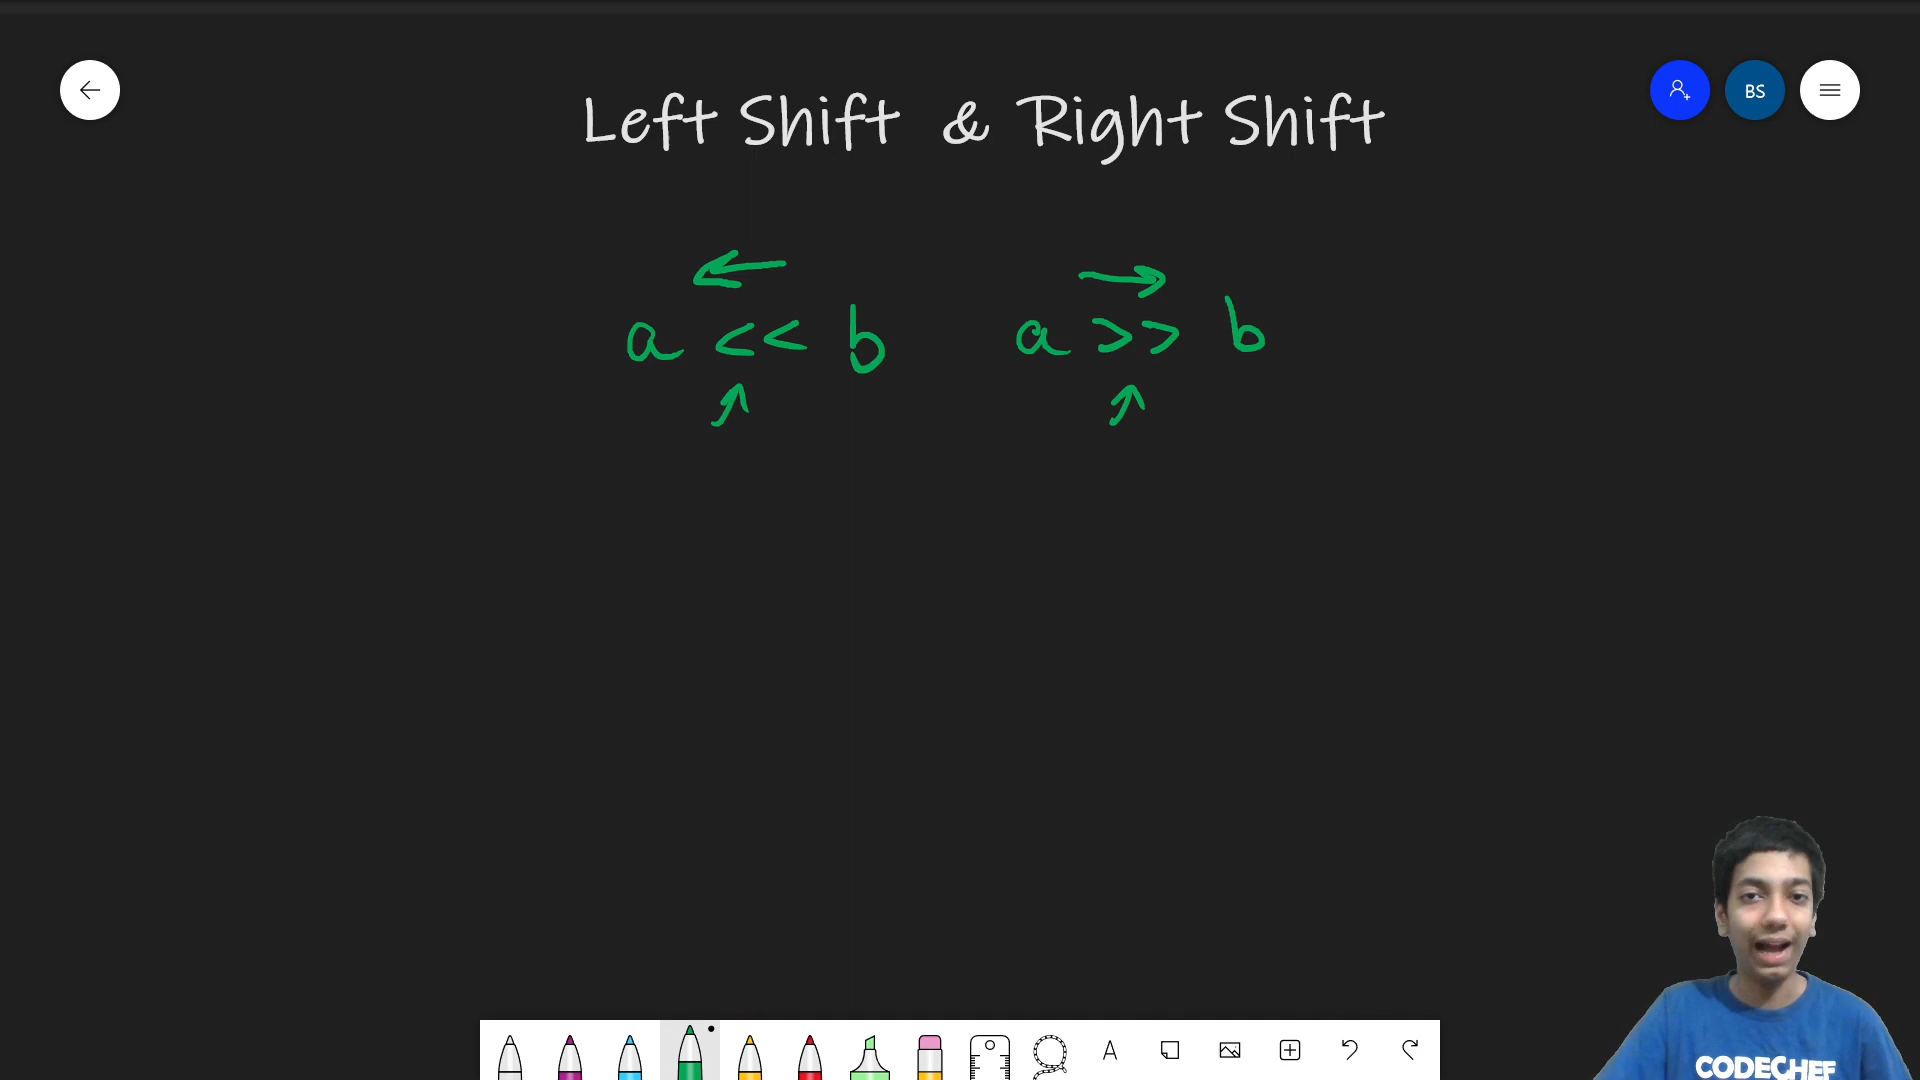 Left Shift & Right Shift
BS
a << b
a >> b
A
CODECHEF